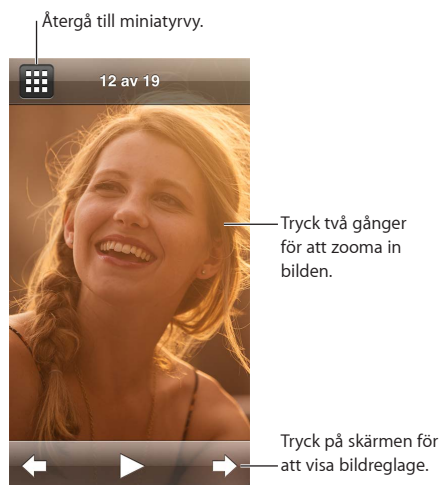 Återgå till miniatyrvy.
12 av 19
Tryck två gånger
för att zooma in
bilden.
Tryck på skärmen för
att visa bildreglage.